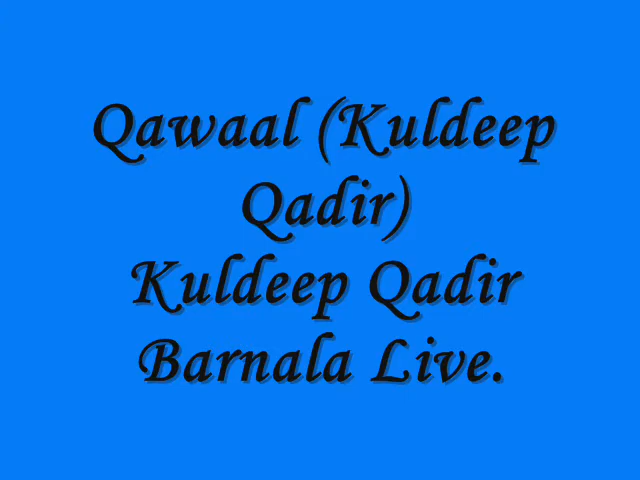 Qawaal (Kuldeep
Qadir)
Kuldeep Qadir
Barnala Live.